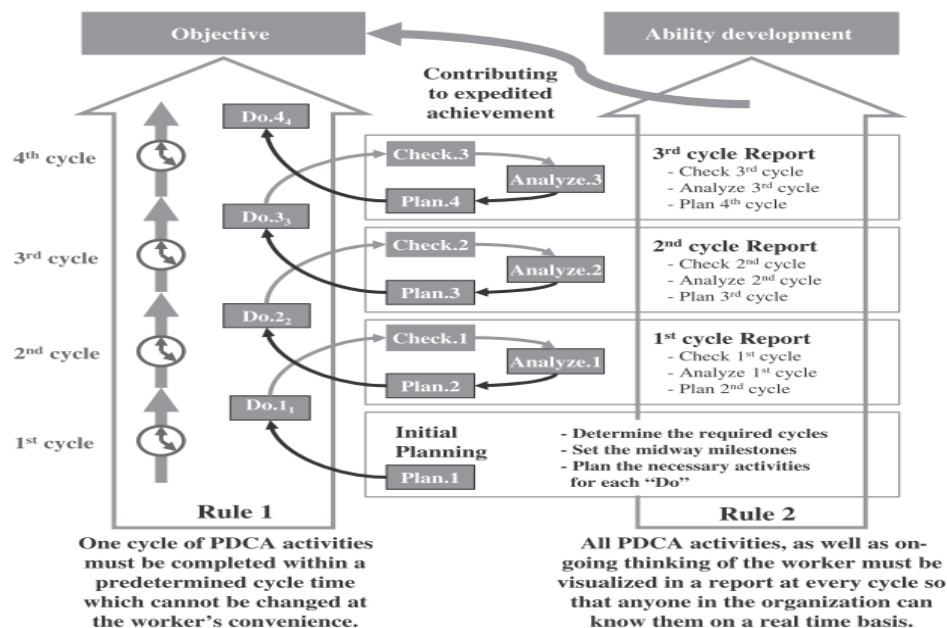 Objective
Ability development
Contributing
to expedited
achievement
4th cycle
Do.44
Check.3
Analyze.3
Plan.4
3rd cycle Report
- Check 3rd cycle
- Analyze 3rd cycle
- Plan 4th cycle
3rd cycle
Do.33
Check.2
Analyze.2
Plan.3
2nd cycle Report
- Check 2nd cycle
- Analyze 2nd cycle
- Plan 3rd cycle
2nd cycle
Do.22
Check.1
Analyze.1
Plan.2
1st cycle Report
- Check 1st cycle
- Analyze 1st cycle
- Plan 2nd cycle
1st cycle
Do.11
Initial
Planning
Plan.1
- Determine the required cycles
- Set the midway milestones
- Plan the necessary activities
for each “Do”
Rule 1
One cycle of PDCA activities
must be completed within a
predetermined cycle time
which cannot be changed at
the worker’s convenience.
Rule 2
All PDCA activities, as well as on-
going thinking of the worker must be
visualized in a report at every cycle so
that anyone in the organization can
know them on a real time basis.